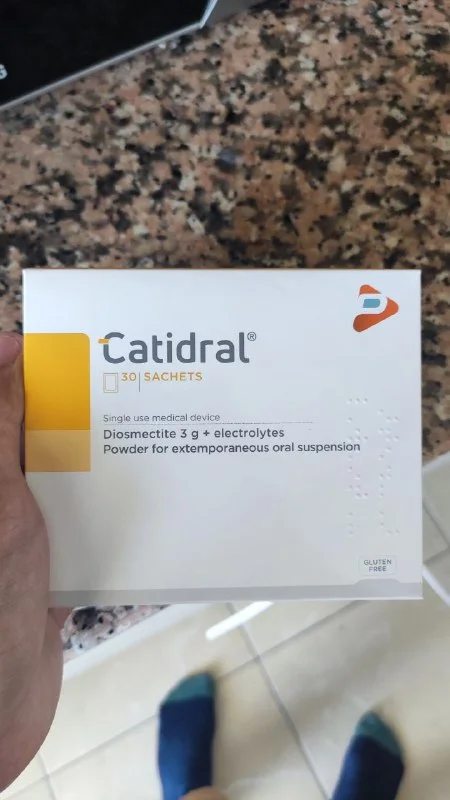 Catidral®
30 | SACHETS
Single use medical device
Diosmectite 3 g + electrolytes
Powder for extemporaneous oral suspension
GLUTEN
FREE